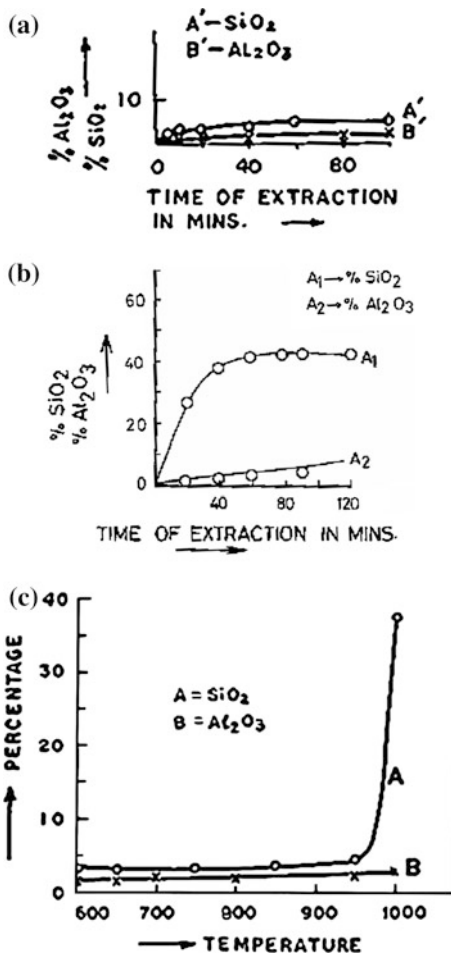 (a)
A′–SiO₂
B′–AL₂O₃
% Al₂O₃
% SiO₂
10
A′
B′
0 40 80
TIME OF EXTRACTION
IN MINS.
(b)
A₁→% SiO₂
A₂→% Al₂O₃
% SiO₂
% Al₂O₃
60
40
20
0
A₁
A₂
40 80 120
TIME OF EXTRACTION IN MINS.
(c)
PERCENTAGE
40
30
20
10
0
A = SiO₂
B = Al₂O₃
A
B
600 700 800 900 1000
TEMPERATURE